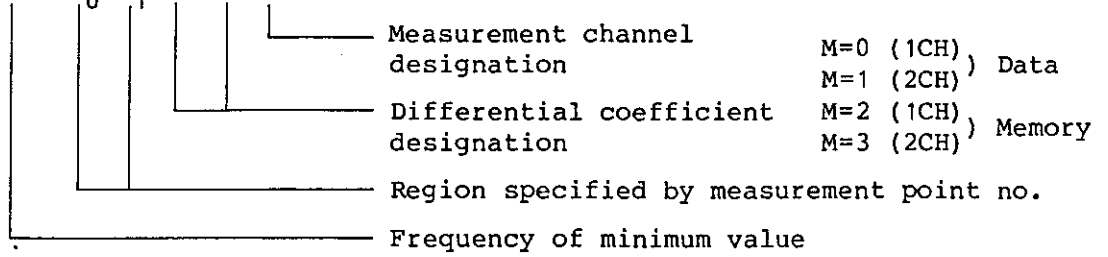 Measurement channel M=0 (1CH)
designation M=1 (2CH) ) Data
Differential coefficient M=2 (1CH)
designation M=3 (2CH) ) Memory
Region specified by measurement point no.
Frequency of minimum value